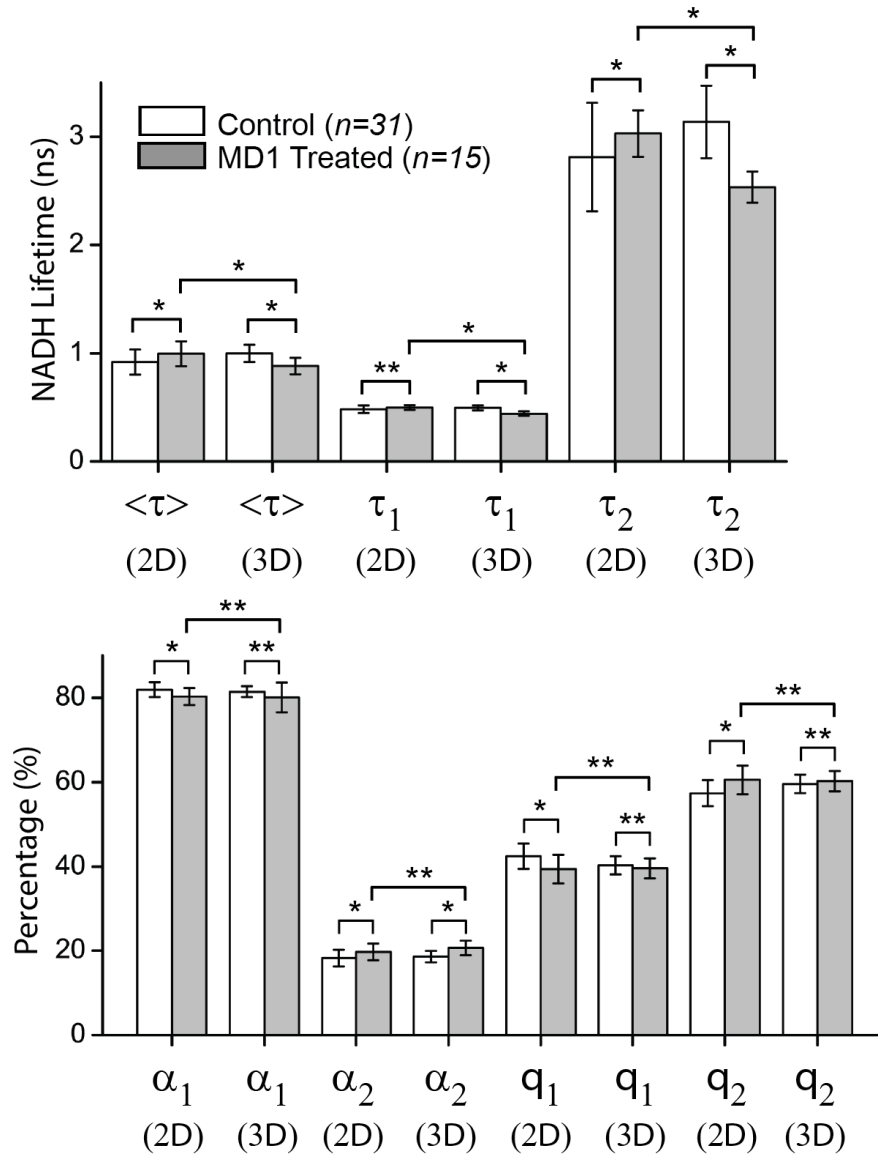 * *
* *
3
Control (n=31)
MD1 Treated (n=15)
NADH Lifetime (ns)
2
*
* *
*
1
** *
0
<τ> <τ> τ1 τ1 τ2 τ2
(2D) (3D) (2D) (3D) (2D) (3D)
**
* **
80
**
* **
60
Percentage (%)
**
* **
40
**
* *
20
0
α1 α1 α2 α2 q1 q1 q2 q2
(2D) (3D) (2D) (3D) (2D) (3D) (2D) (3D)